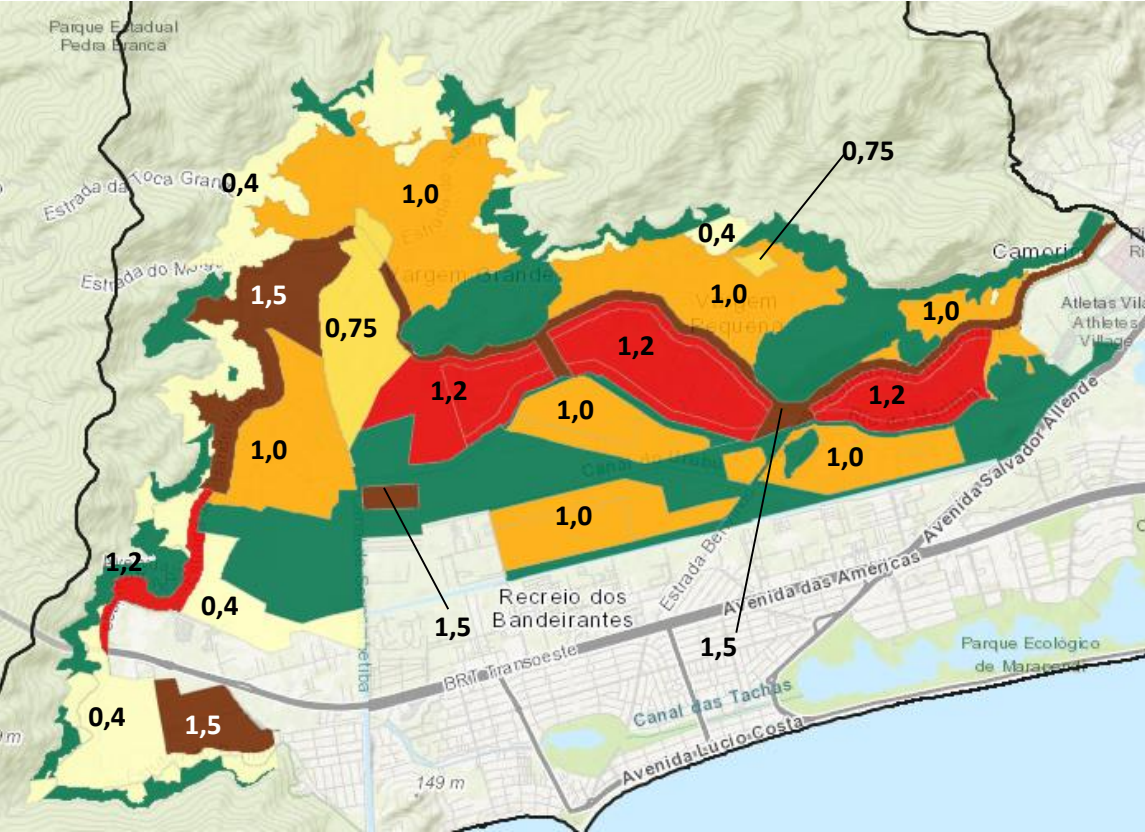 Parque Estadual
Pedra Branca
0,75
Estrada da Toca Grande
0,4
1,0
0,4
Camorim
Estrada do
Vargem Grande
1,5
1,0
Vargem
Pequena
1,0
Atletas Vila
Athletes
Village
0,75
1,2
1,2
1,2
1,0
1,0
1,0
Canal do Urubu
1,0
1,0
Avenida Salvador Allende
1,2
0,4
Recreio dos
Bandeirantes
Estrada
Avenida das Américas
1,5
1,5
BRT Transoeste
Parque Ecológico
de Marapendi
Canal das Tachas
0,4
1,5
Avenida Lúcio Costa
149 m